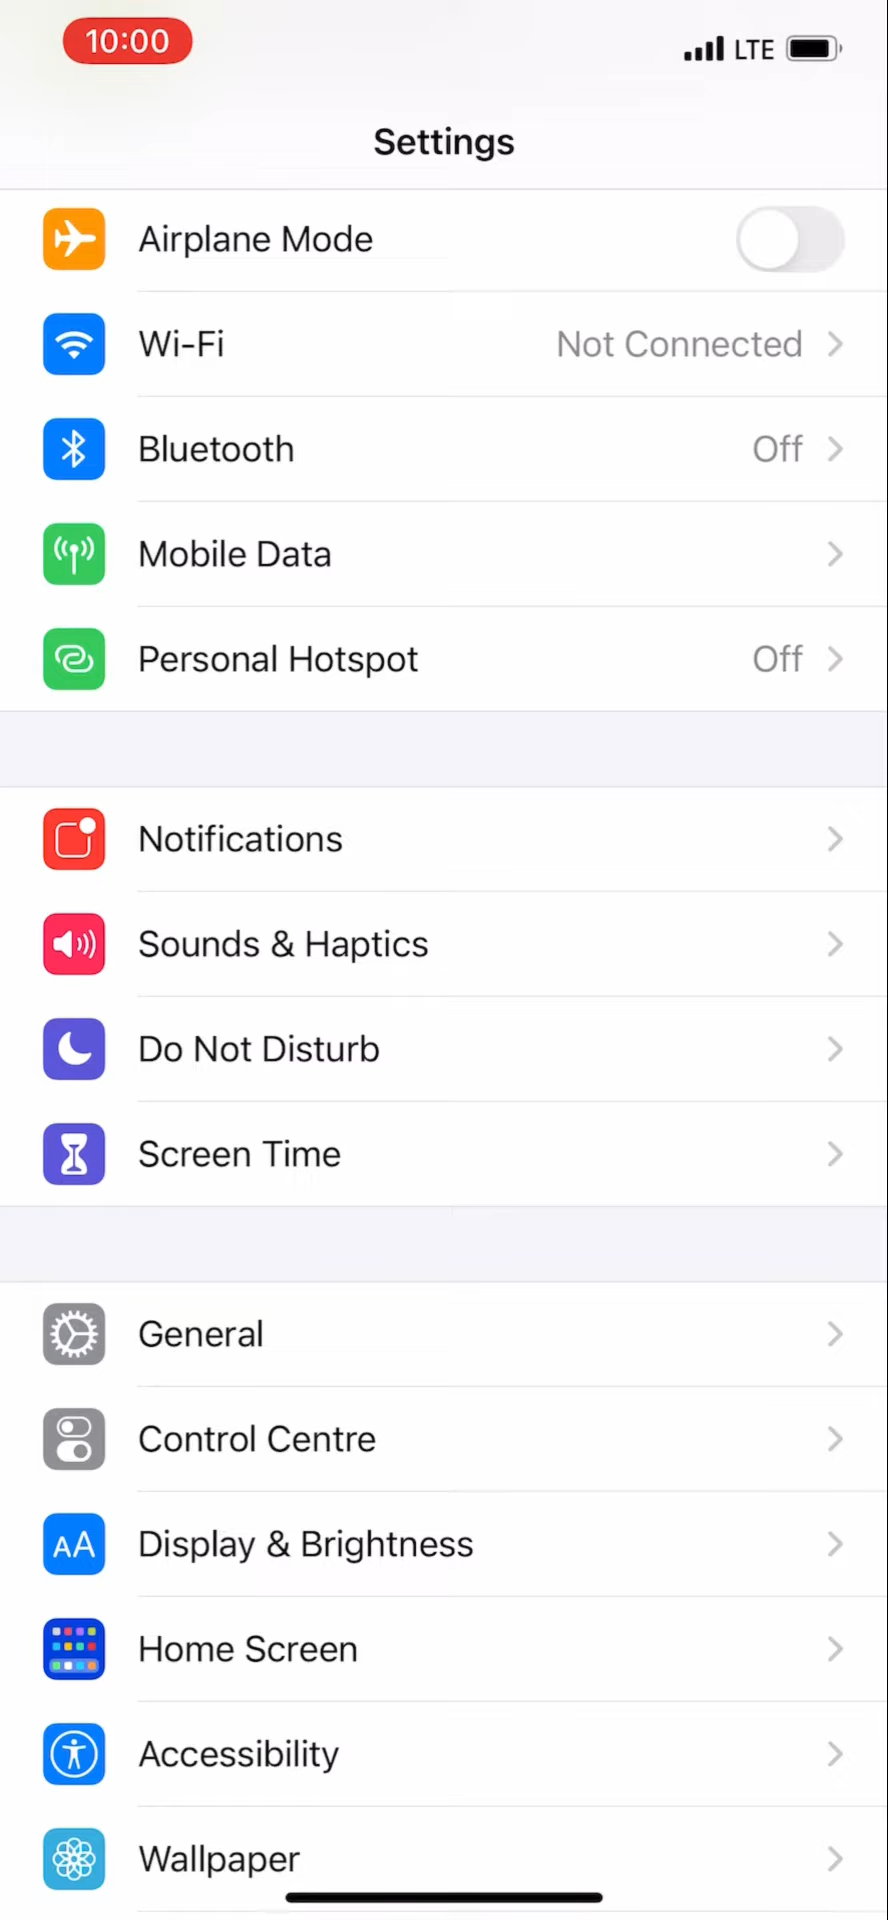 10:00 LTE
Settings
Airplane Mode
Wi-Fi Not Connected
Bluetooth Off
Mobile Data
Personal Hotspot Off
Notifications
Sounds & Haptics
Do Not Disturb
Screen Time
General
Control Centre
AA Display & Brightness
Home Screen
Accessibility
Wallpaper